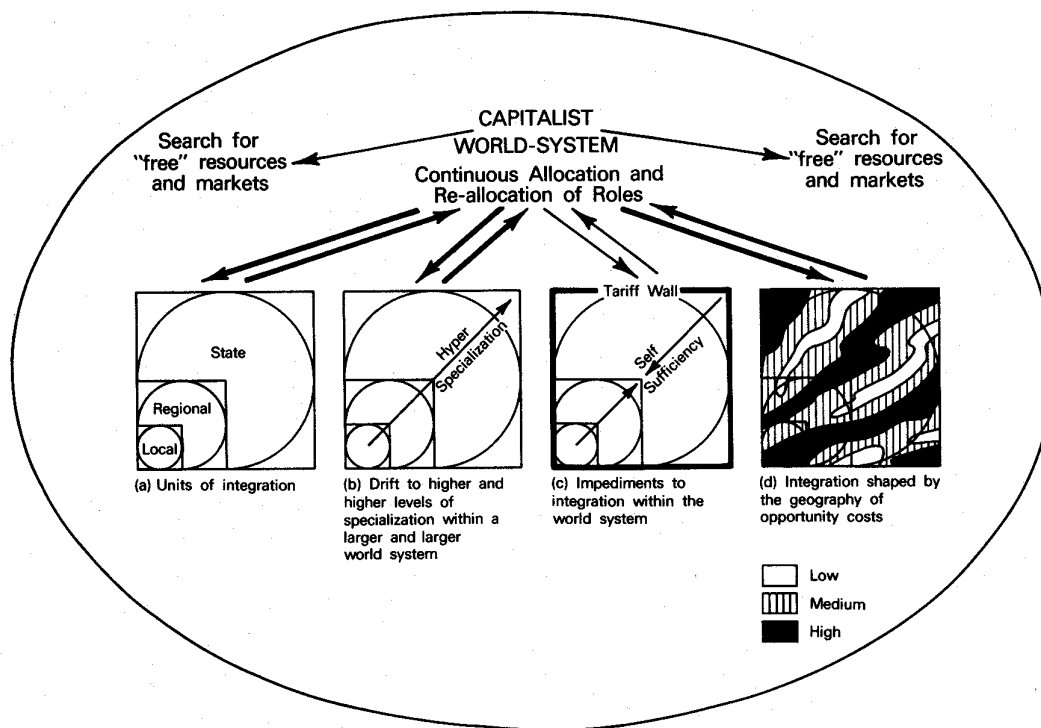 CAPITALIST
WORLD-SYSTEM
Continuous Allocation and
Re-allocation of Roles
Search for
"free" resources
and markets
Search for
"free" resources
and markets
State
Regional
Local
(a) Units of integration
Hyper
Specialization
(b) Drift to higher and
higher levels of
specialization within a
larger and larger
world system
Tariff Wall
Self
Sufficiency
(c) Impediments to
integration within the
world system
(d) Integration shaped by
the geography of
opportunity costs
Low
Medium
High